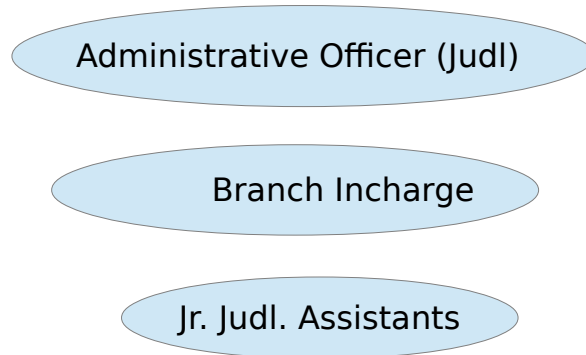 Administrative Officer (Judl)
Branch Incharge
Jr. Judl. Assistants